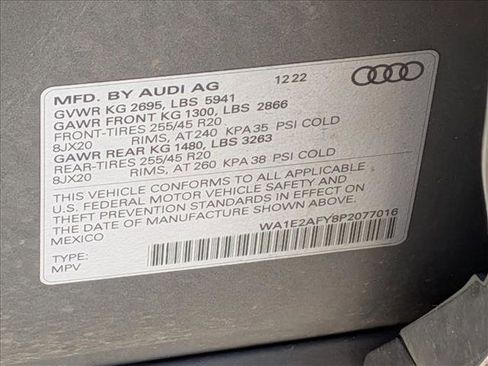 MFD. BY AUDI AG 12 22
GVWR KG 2695, LBS 5941
GAWR FRONT KG 1300, LBS 2866
FRONT-TIRES 255/45 R20
8JX20 RIMS, AT 240 KPA 35 PSI COLD
GAWR REAR KG 1480, LBS 3263
REAR-TIRES 255/45 R20
8JX20 RIMS, AT 260 KPA 38 PSI COLD
THIS VEHICLE CONFORMS TO ALL APPLICABLE
U.S. FEDERAL MOTOR VEHICLE SAFETY AND
THEFT PREVENTION STANDARDS IN EFFECT ON
THE DATE OF MANUFACTURE SHOWN ABOVE
MEXICO
WA1E2AFY8P2077016
TYPE:
MPV